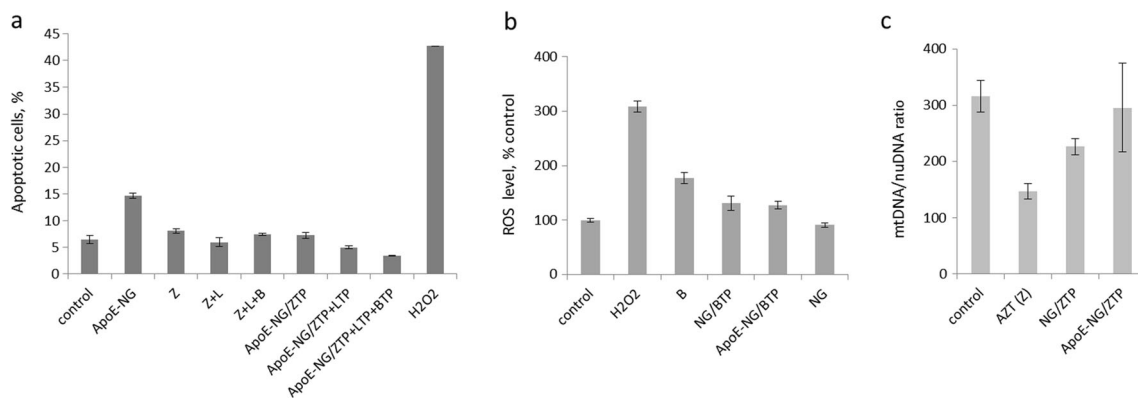 a
Apoptotic cells, %
45
40
35
30
25
20
15
10
5
0
control
ApoE-NG
Z
Z+L
Z+L+B
ApoE-NG/ZTP
ApoE-NG/ZTP+LTP
ApoE-NG/ZTP+LTP+BTP
H2O2
b
ROS level, % control
400
300
200
100
0
control
H2O2
B
NG/BTP
ApoE-NG/BTP
NG
c
mtDNA/nuDNA ratio
400
300
200
100
0
control
AZT (Z)
NG/ZTP
ApoE-NG/ZTP